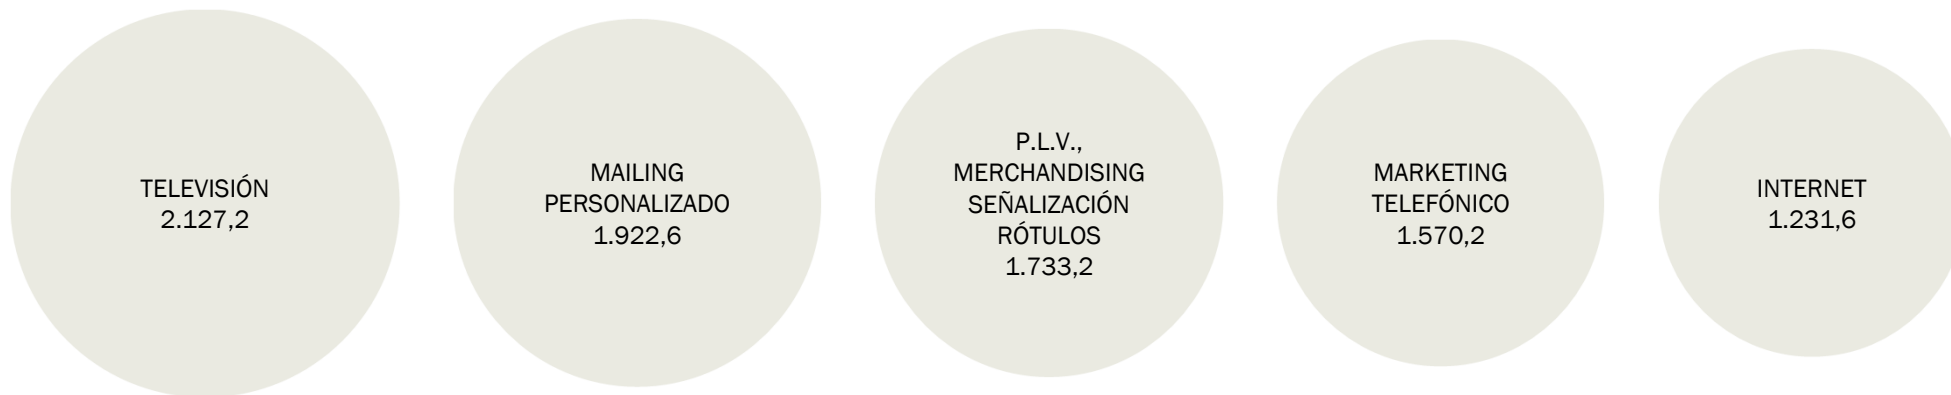 TELEVISIÓN
2.127,2
MAILING
PERSONALIZADO
1.922,6
P.L.V.,
MERCHANDISING
SEÑALIZACIÓN
RÓTULOS
1.733,2
MARKETING
TELEFÓNICO
1.570,2
INTERNET
1.231,6